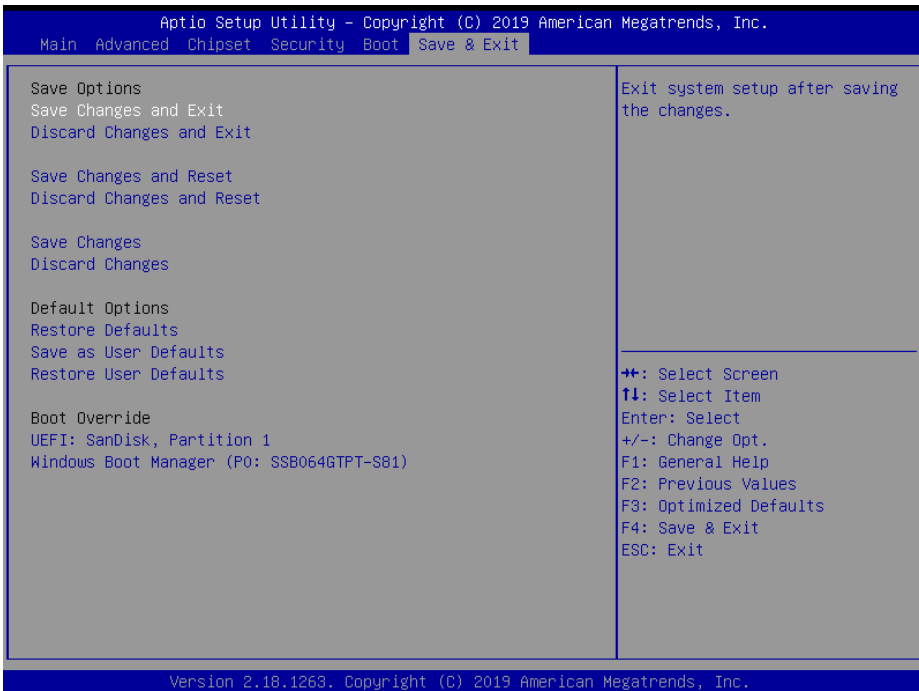 Aptio Setup Utility – Copyright (C) 2019 American Megatrends, Inc.
Main Advanced Chipset Security Boot Save & Exit
Save Options
Save Changes and Exit
Discard Changes and Exit
Save Changes and Reset
Discard Changes and Reset
Save Changes
Discard Changes
Default Options
Restore Defaults
Save as User Defaults
Restore User Defaults
Boot Override
UEFI: SanDisk, Partition 1
Windows Boot Manager (P0: SSB064GTPT-S81)
Exit system setup after saving
the changes.
→←: Select Screen
↑↓: Select Item
Enter: Select
+/-: Change Opt.
F1: General Help
F2: Previous Values
F3: Optimized Defaults
F4: Save & Exit
ESC: Exit
Version 2.18.1263. Copyright (C) 2019 American Megatrends, Inc.